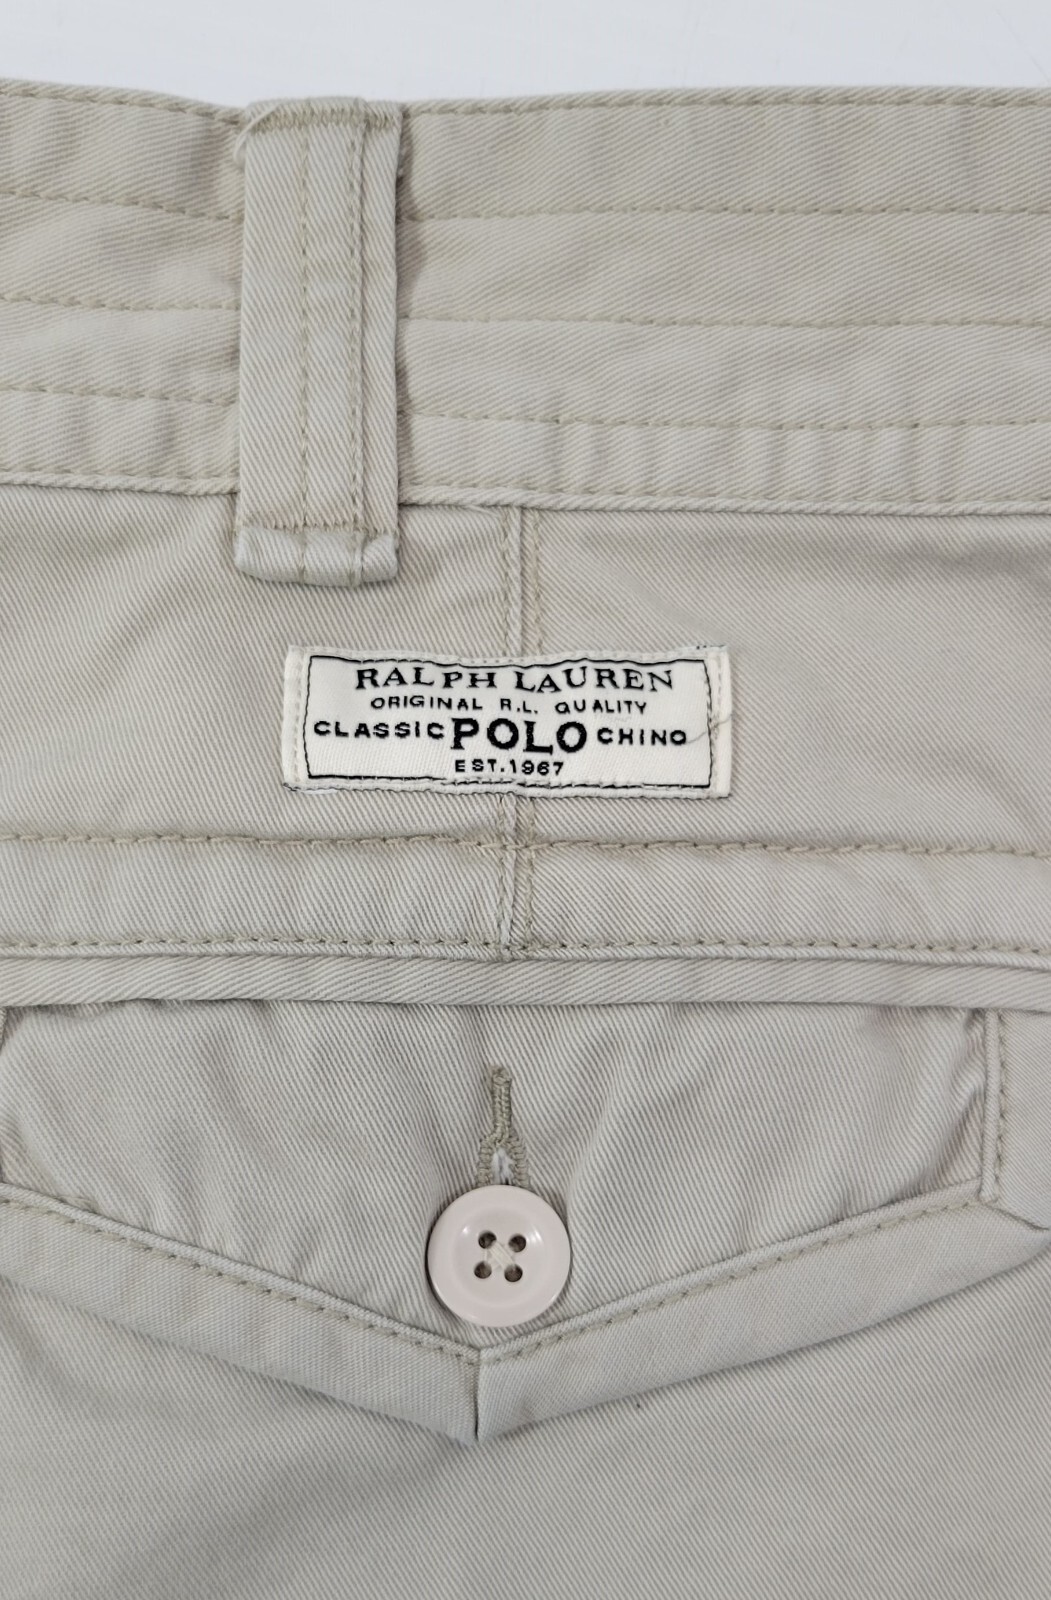 RALPH LAUREN
ORIGINAL R.L. QUALITY
CLASSIC POLO CHINO
EST.1967